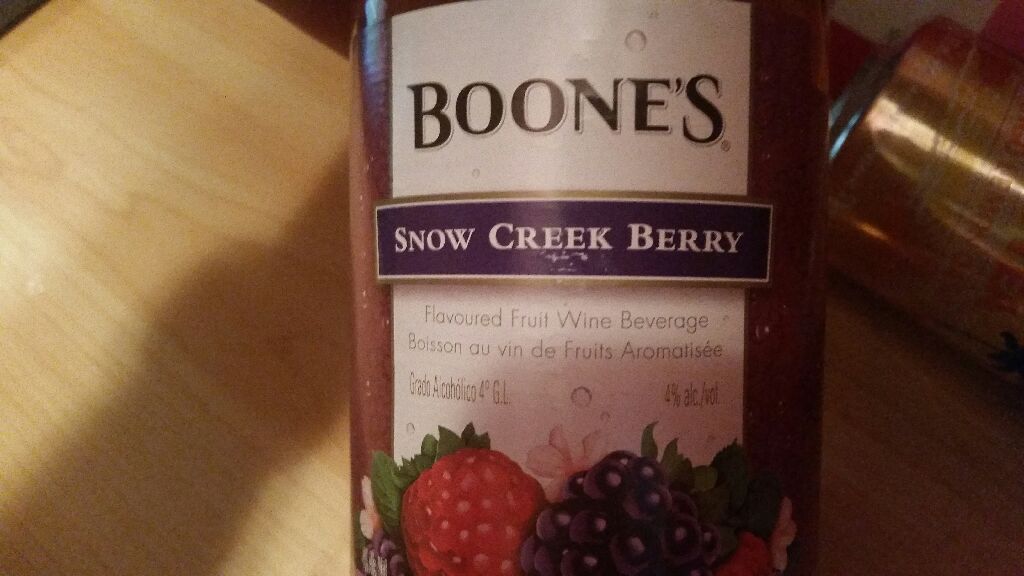 BOONE'S®
SNOW CREEK BERRY
Flavoured Fruit Wine Beverage
Boisson au vin de Fruits Aromatisée
Grado Alcohólico 4° G.L. 4% alc./vol.